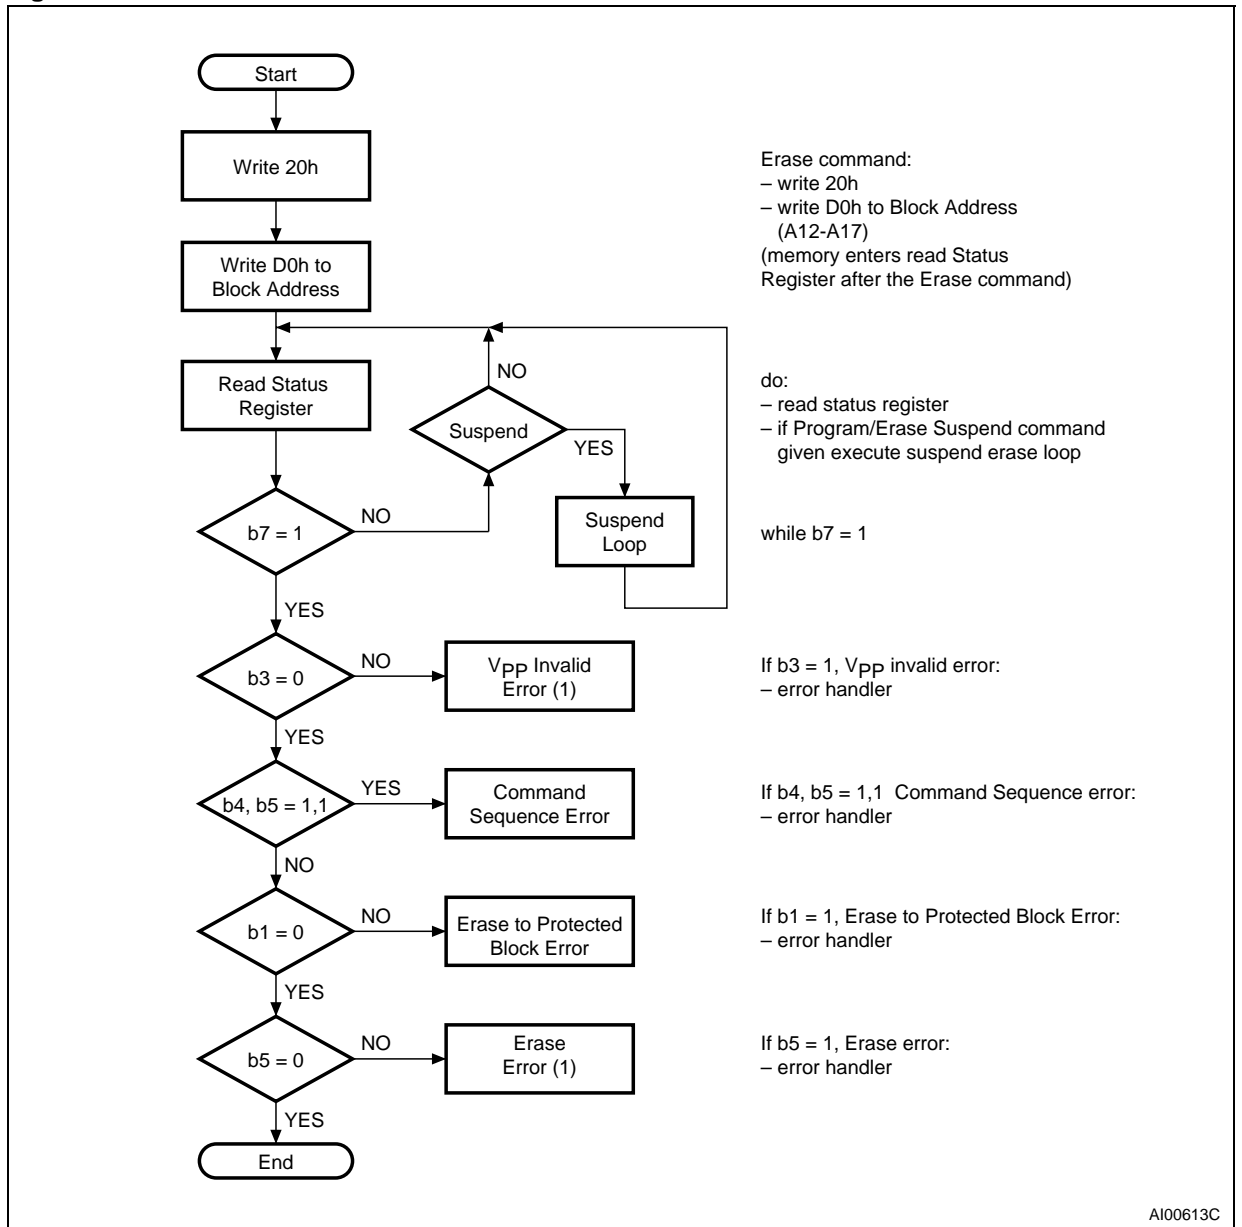 Start
Write 20h
Write D0h to
Block Address
Read Status
Register
NO
Suspend
YES
b7 = 1
NO
Suspend
Loop
YES
b3 = 0
NO
VPP Invalid
Error (1)
YES
b4, b5 = 1,1
YES
Command
Sequence Error
NO
b1 = 0
NO
Erase to Protected
Block Error
YES
b5 = 0
NO
Erase
Error (1)
YES
End
Erase command:
– write 20h
– write D0h to Block Address
(A12-A17)
(memory enters read Status
Register after the Erase command)
do:
– read status register
– if Program/Erase Suspend command
given execute suspend erase loop
while b7 = 1
If b3 = 1, VPP invalid error:
– error handler
If b4, b5 = 1,1 Command Sequence error:
– error handler
If b1 = 1, Erase to Protected Block Error:
– error handler
If b5 = 1, Erase error:
– error handler
AI00613C